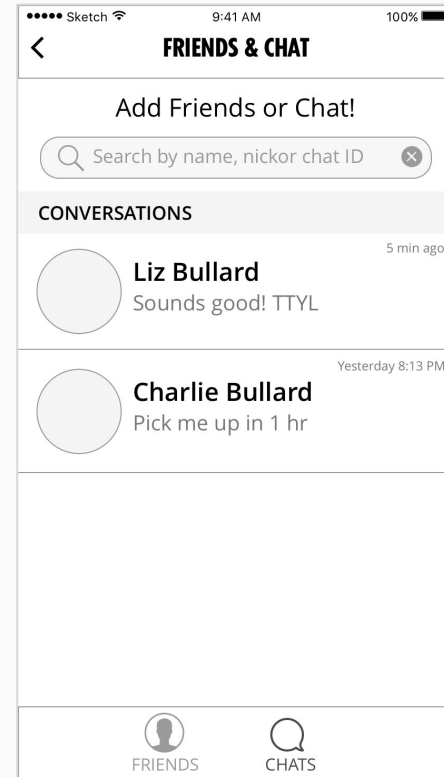 Sketch 9:41 AM 100%
FRIENDS & CHAT
Add Friends or Chat!
Search by name, nickor chat ID
CONVERSATIONS
5 min ago
Liz Bullard
Sounds good! TTYL
Yesterday 8:13 PM
Charlie Bullard
Pick me up in 1 hr
FRIENDS CHATS